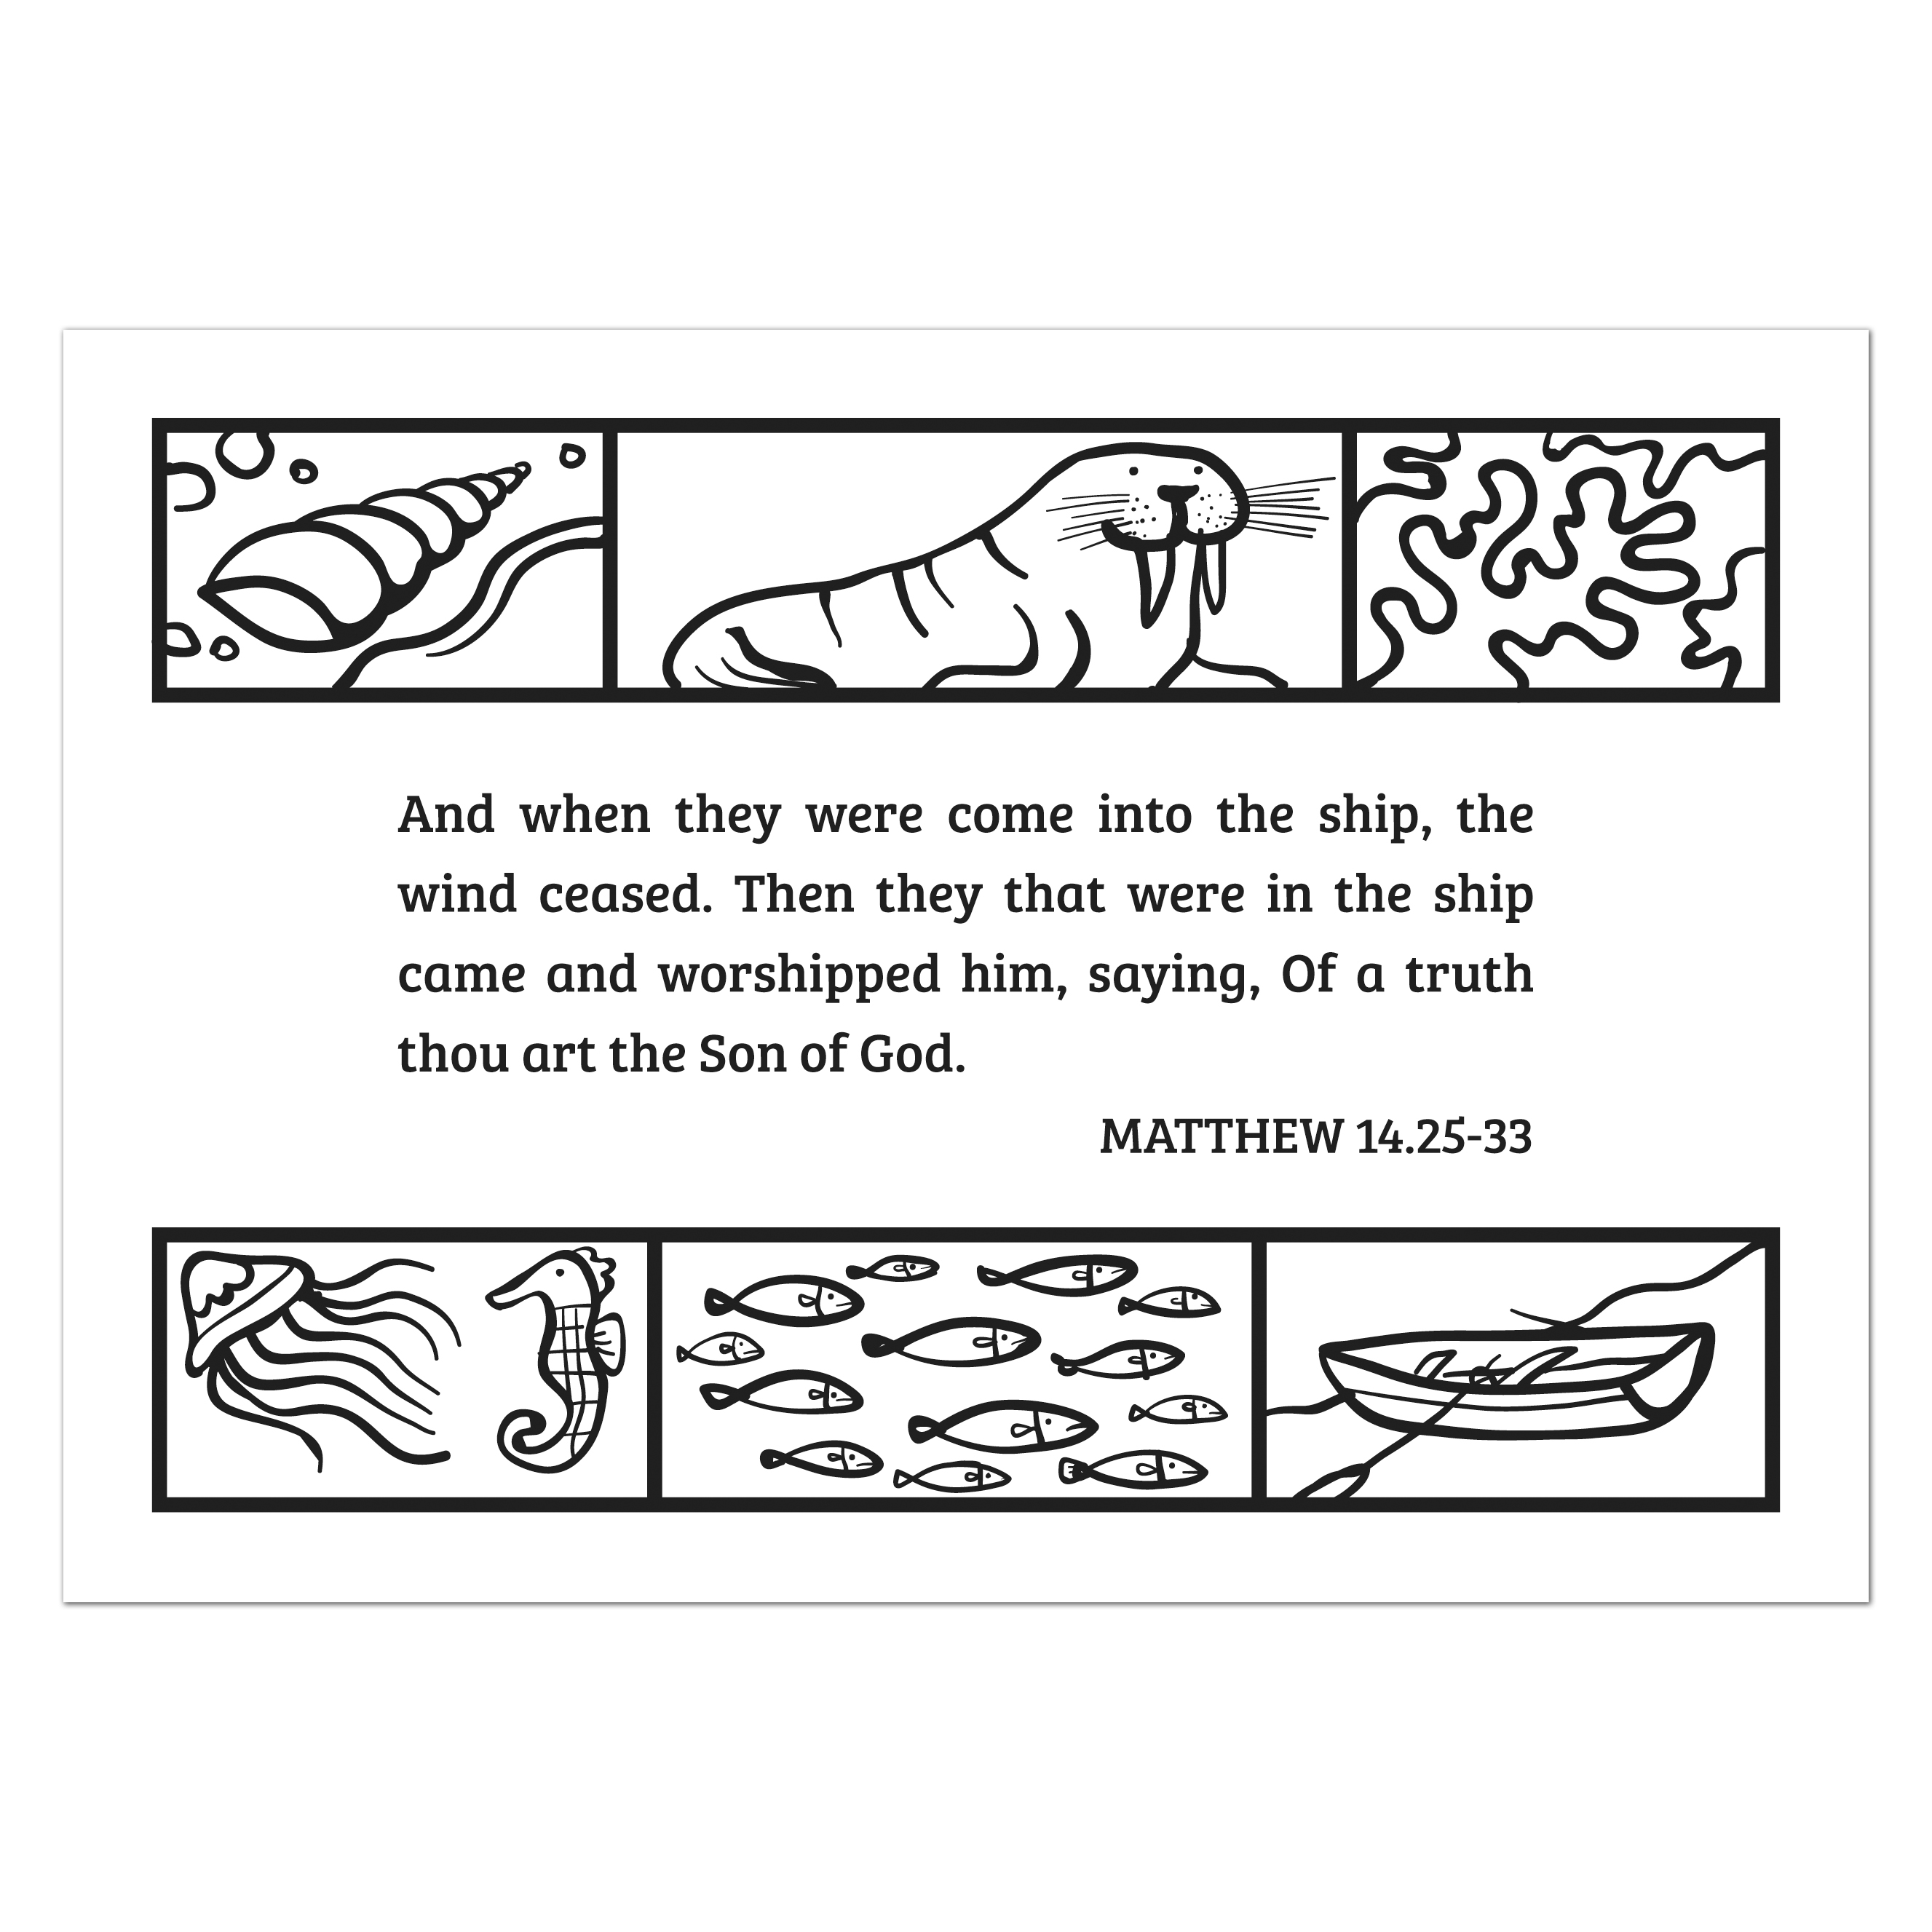 And when they were come into the ship, the
wind ceased. Then they that were in the ship
came and worshipped him, saying, Of a truth
thou art the Son of God.
MATTHEW 14.25-33